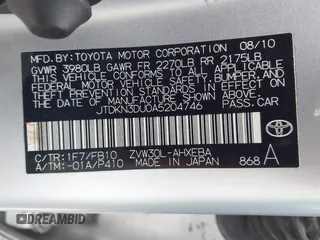 MFD. BY: TOYOTA MOTOR CORPORATION 08/10
GVWR 3980LB GAWR FR 2270LB RR 2175LB
THIS VEHICLE CONFORMS TO ALL APPLICABLE
FEDERAL MOTOR VEHICLE SAFETY, BUMPER, AND
THEFT PREVENTION STANDARDS IN EFFECT ON
THE DATE OF MANUFACTURE SHOWN ABOVE.
JTDKN3DU0A5204746 PASS.CAR
C/TR: 1F7/FB10 ZVW30L-AHXEBA
A/TM: -01A/P410 MADE IN JAPAN 868 A
TOYOTA
DREAMBID